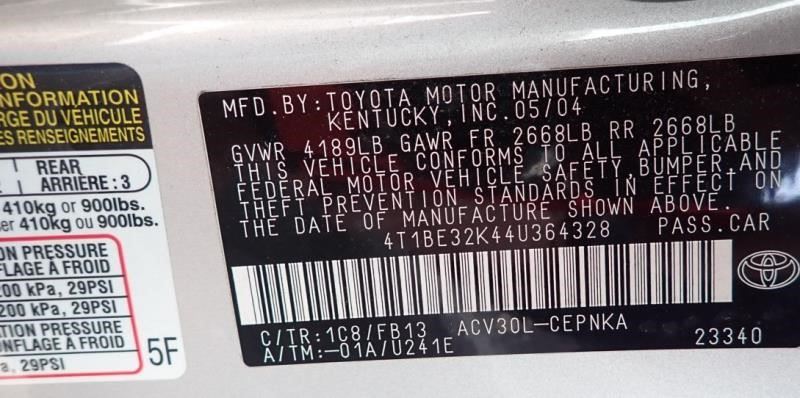 ON
NFORMATION
RGE DU VÉHICULE
ES RENSEIGNEMENTS
REAR
ARRIÈRE : 3
410kg or 900lbs.
er 410kg ou 900lbs.
ON PRESSURE
FLAGE À FROID
200 kPa, 29PSI
200 kPa, 29PSI
TION PRESSURE
NFLAGE À FROID
a, 29PSI
5F
MFD.BY:TOYOTA MOTOR MANUFACTURING,
KENTUCKY,INC.05/04
GVWR 4189LB GAWR FR 2668LB RR 2668LB
THIS VEHICLE CONFORMS TO ALL APPLICABLE
FEDERAL MOTOR VEHICLE SAFETY,BUMPER,AND
THEFT PREVENTION STANDARDS IN EFFECT ON
THE DATE OF MANUFACTURE SHOWN ABOVE.
4T1BE32K44U364328 PASS.CAR
C/TR:1C8/FB13 ACV30L-CEPNKA
A/TM:-01A/U241E 23340